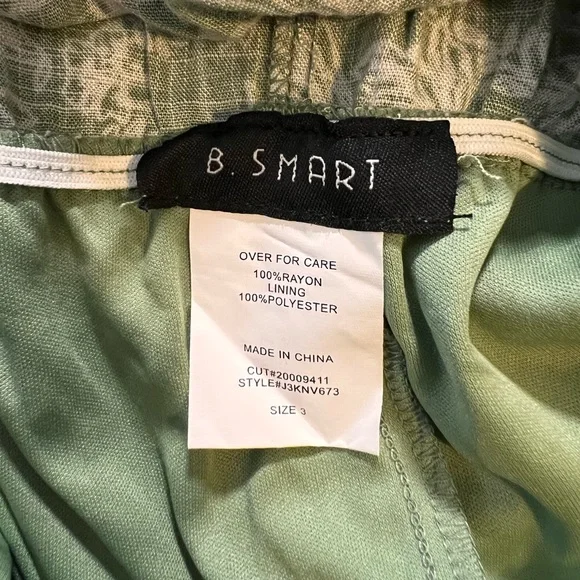 B. SMART
OVER FOR CARE
100%RAYON
LINING
100%POLYESTER
MADE IN CHINA
CUT#20009411
STYLE#J3KNV673
SIZE 3